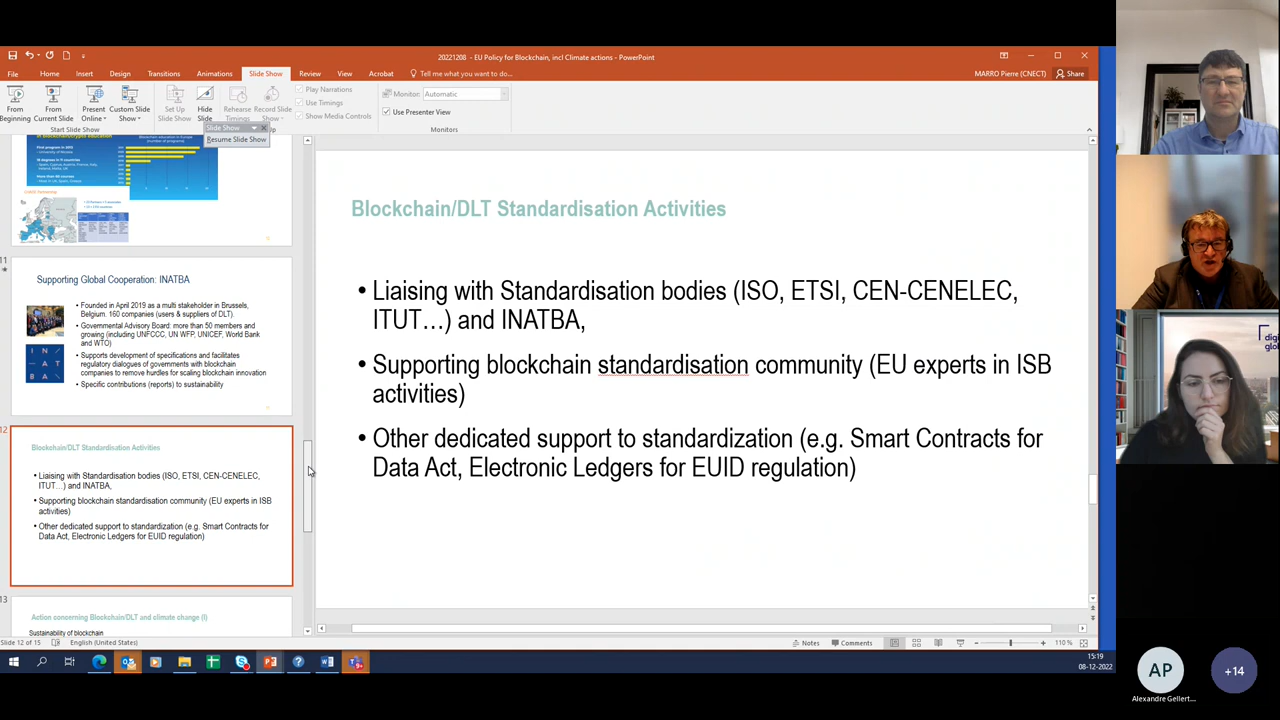 20221208 - EU Policy for Blockchain, incl Climate actions - PowerPoint
File Home Insert Design Transitions Animations Slide Show Review View Acrobat Tell me what you want to do... MARRO Pierre (CNECT) Share
From Beginning
From Current Slide
Present Online
Custom Slide Show
Set Up Slide Show
Hide Slide
Rehearse Timings
Record Slide Show
Play Narrations
Use Timings
Show Media Controls
Monitor: Automatic
Use Presenter View
Start Slide Show
Monitors
Slide Show
Resume Slide Show
11
Supporting Global Cooperation: INATBA
• Founded in April 2019 as a multi stakeholder in Brussels,
Belgium. 160 companies (users & suppliers of DLT).
• Governmental Advisory Board: more than 50 members and
growing (including UNFCCC, UN WFP, UNICEF, World Bank
and WTO)
• Supports development of specifications and facilitates
regulatory dialogues of governments with blockchain
companies to remove hurdles for scaling blockchain innovation
• Specific contributions (reports) to sustainability
12
Blockchain/DLT Standardisation Activities
• Liaising with Standardisation bodies (ISO, ETSI, CEN-CENELEC,
ITUT…) and INATBA,
• Supporting blockchain standardisation community (EU experts in ISB
activities)
• Other dedicated support to standardization (e.g. Smart Contracts for
Data Act, Electronic Ledgers for EUID regulation)
13
Action concerning Blockchain/DLT and climate change (I)
Sustainability of blockchain
Blockchain/DLT Standardisation Activities
• Liaising with Standardisation bodies (ISO, ETSI, CEN-CENELEC,
ITUT…) and INATBA,
• Supporting blockchain standardisation community (EU experts in ISB
activities)
• Other dedicated support to standardization (e.g. Smart Contracts for
Data Act, Electronic Ledgers for EUID regulation)
Slide 12 of 15 English (United States) Notes Comments 110 %
15:19
08-12-2022
AP
Alexandre Gellert...
+14